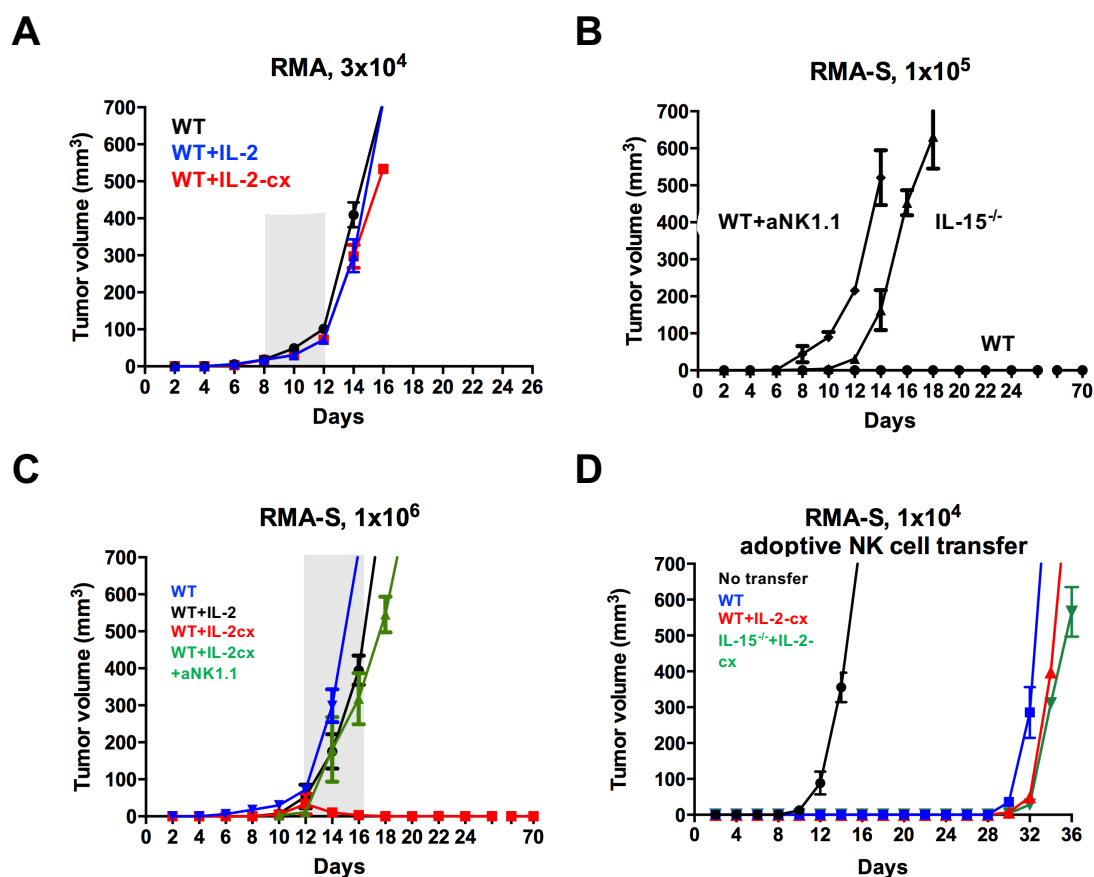 A
RMA, 3x10⁴
Tumor volume (mm³)
700
600
500
400
300
200
100
0
WT
WT+IL-2
WT+IL-2-cx
0 2 4 6 8 10 12 14 16 18 20 22 24 26
Days
B
RMA-S, 1x10⁵
Tumor volume (mm³)
700
600
500
400
300
200
100
0
WT+aNK1.1
IL-15⁻/⁻
WT
0 2 4 6 8 10 12 14 16 18 20 22 24 70
Days
C
RMA-S, 1x10⁶
Tumor volume (mm³)
700
600
500
400
300
200
100
0
WT
WT+IL-2
WT+IL-2cx
WT+IL-2cx
+aNK1.1
0 2 4 6 8 10 12 14 16 18 20 22 24 70
Days
D
RMA-S, 1x10⁴
adoptive NK cell transfer
Tumor volume (mm³)
700
600
500
400
300
200
100
0
No transfer
WT
WT+IL-2-cx
IL-15⁻/⁻+IL-2-
cx
0 4 8 12 16 20 24 28 32 36
Days